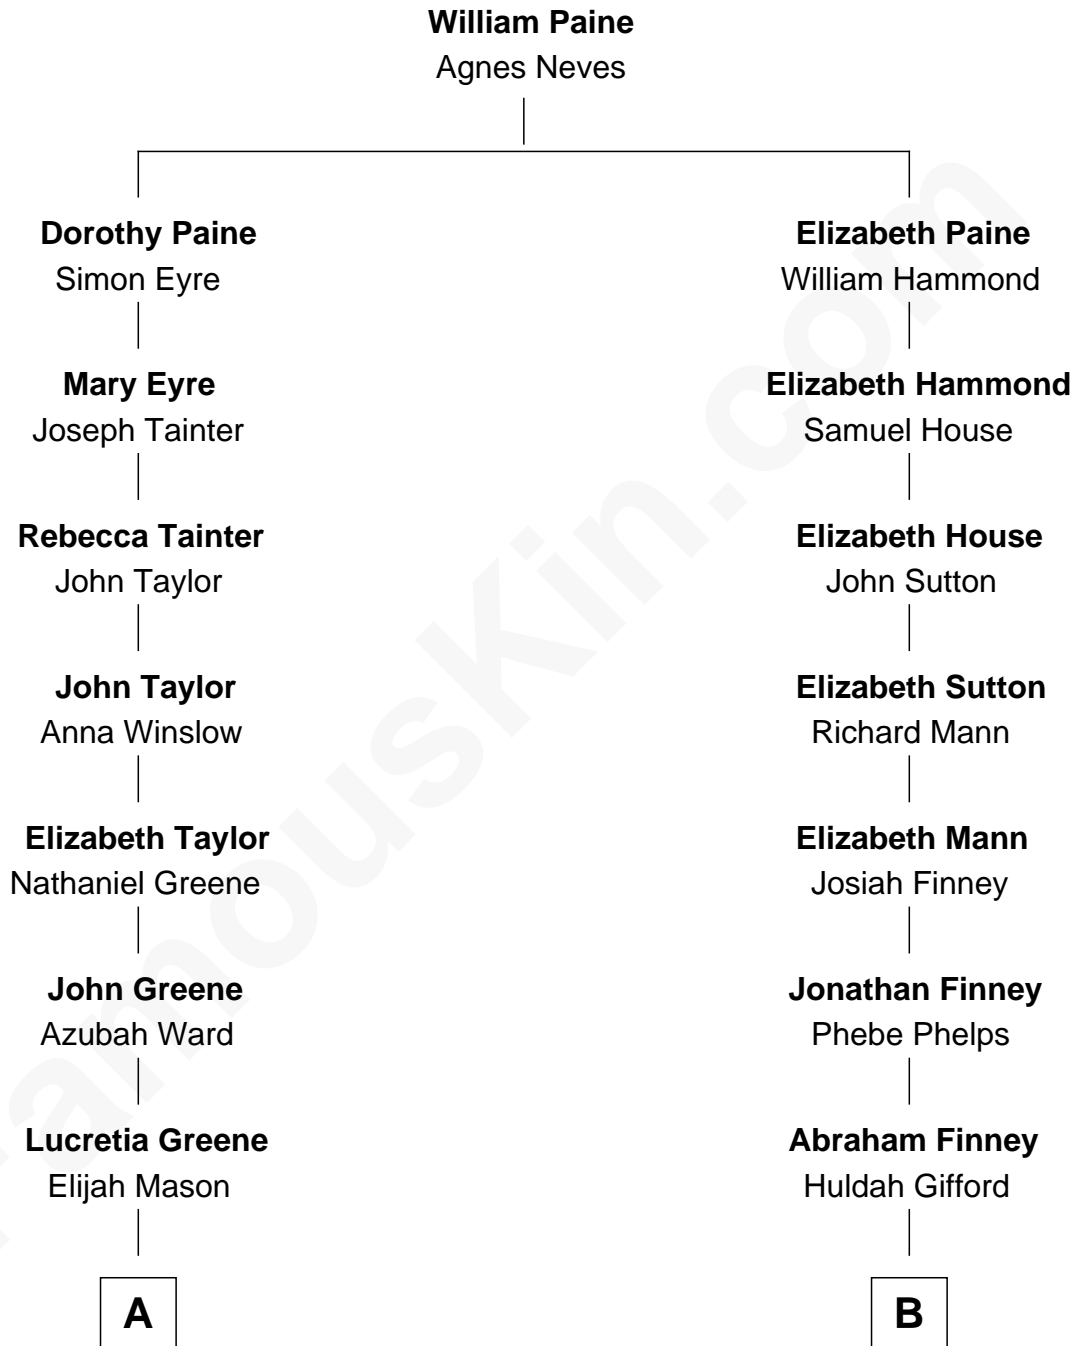 William Paine
Agnes Neves
Dorothy Paine
Simon Eyre
Elizabeth Paine
William Hammond
Mary Eyre
Joseph Tainter
Elizabeth Hammond
Samuel House
Rebecca Tainter
John Taylor
Elizabeth House
John Sutton
John Taylor
Anna Winslow
Elizabeth Sutton
Richard Mann
Elizabeth Taylor
Nathaniel Greene
Elizabeth Mann
Josiah Finney
John Greene
Azubah Ward
Jonathan Finney
Phebe Phelps
Lucretia Greene
Elijah Mason
Abraham Finney
Huldah Gifford
A
B
FamousKin.com